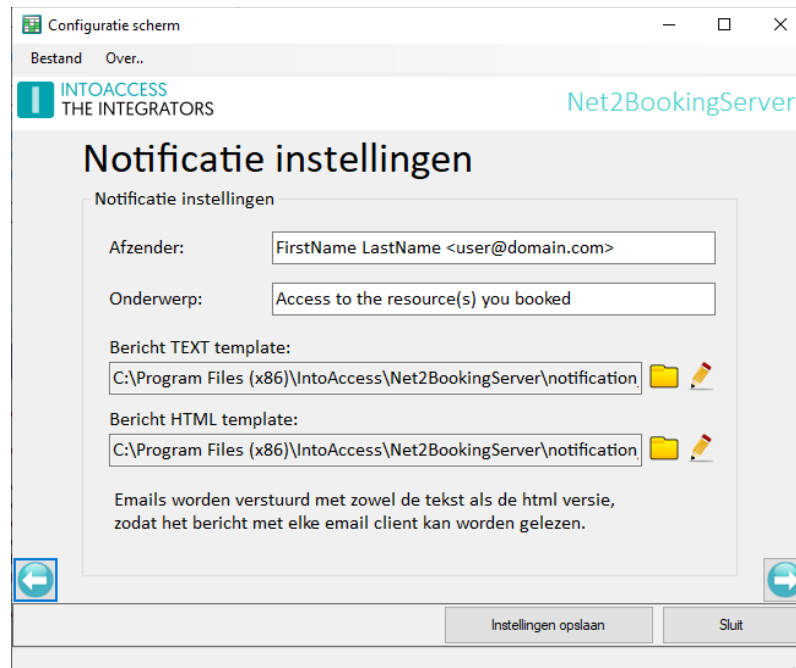 Configuratie scherm
Bestand Over..
INTOACCESS
THE INTEGRATORS
Net2BookingServer
Notificatie instellingen
Notificatie instellingen
Afzender: FirstName LastName <user@domain.com>
Onderwerp: Access to the resource(s) you booked
Bericht TEXT template:
C:\Program Files (x86)\IntoAccess\Net2BookingServer\notification_
Bericht HTML template:
C:\Program Files (x86)\IntoAccess\Net2BookingServer\notification_
Emails worden verstuurd met zowel de tekst als de html versie,
zodat het bericht met elke email client kan worden gelezen.
Instellingen opslaan Sluit